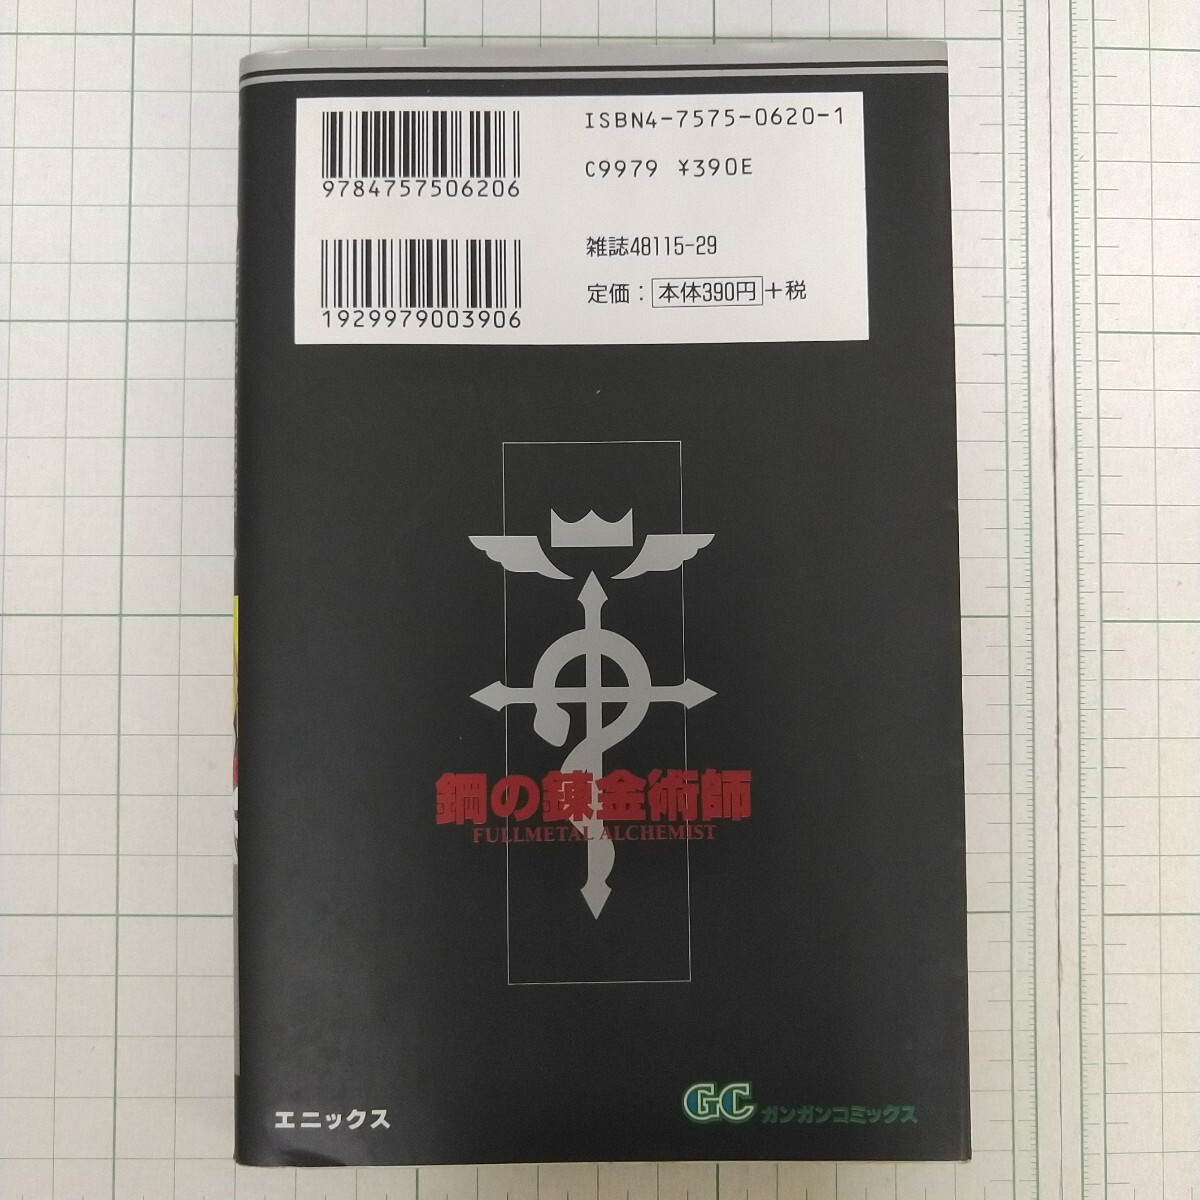 ISBN4-7575-0620-1
9784757506206
C9979 ¥390E
雑誌48115-29
1929979003906
定価：本体390円+税
鋼の錬金術師
FULLMETAL ALCHEMIST
エニックス
GC ガンガンコミックス